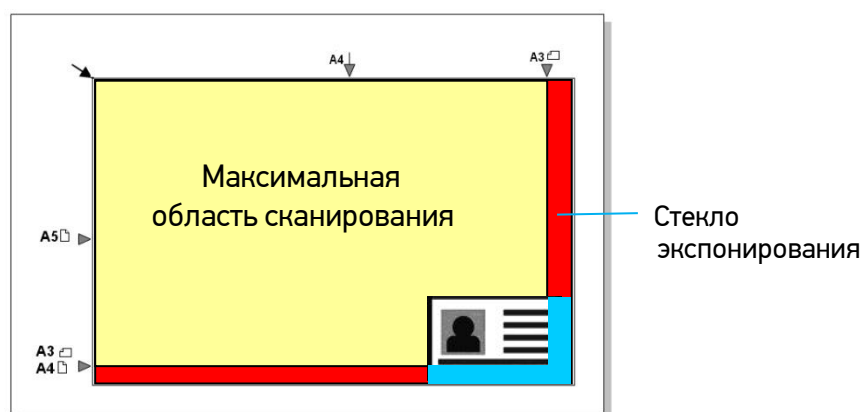 A4
A3
Максимальная
область сканирования
A5
Стекло
экспонирования
A3
A4